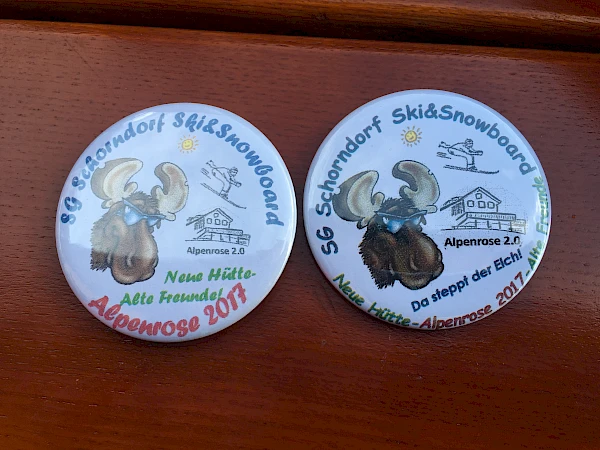 SG Schorndorf Ski&Snowboard
Alpenrose 2.0
Neue Hütte-
Alte Freunde!
Alpenrose 2017
SG Schorndorf Ski&Snowboard
Alpenrose 2.0
Da steppt der Elch!
Neue Hütte-Alpenrose 2017-Alte Freunde